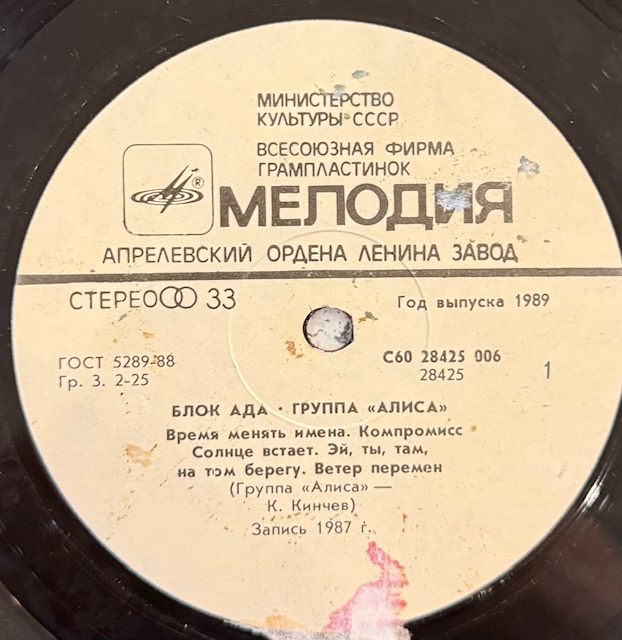 МИНИСТЕРСТВО
КУЛЬТУРЫ СССР
ВСЕСОЮЗНАЯ ФИРМА
ГРАМПЛАСТИНОК
®
МЕЛОДИЯ
АПРЕЛЕВСКИЙ ОРДЕНА ЛЕНИНА ЗАВОД
СТЕРЕО 33
Год выпуска 1989
ГОСТ 5289-88
Гр. 3. 2-25
С60 28425 006
28425
1
БЛОК АДА · ГРУППА «АЛИСА»
Время менять имена. Компромисс
Солнце встает. Эй, ты, там,
на том берегу. Ветер перемен
(Группа «Алиса» —
К. Кинчев)
Запись 1987 г.